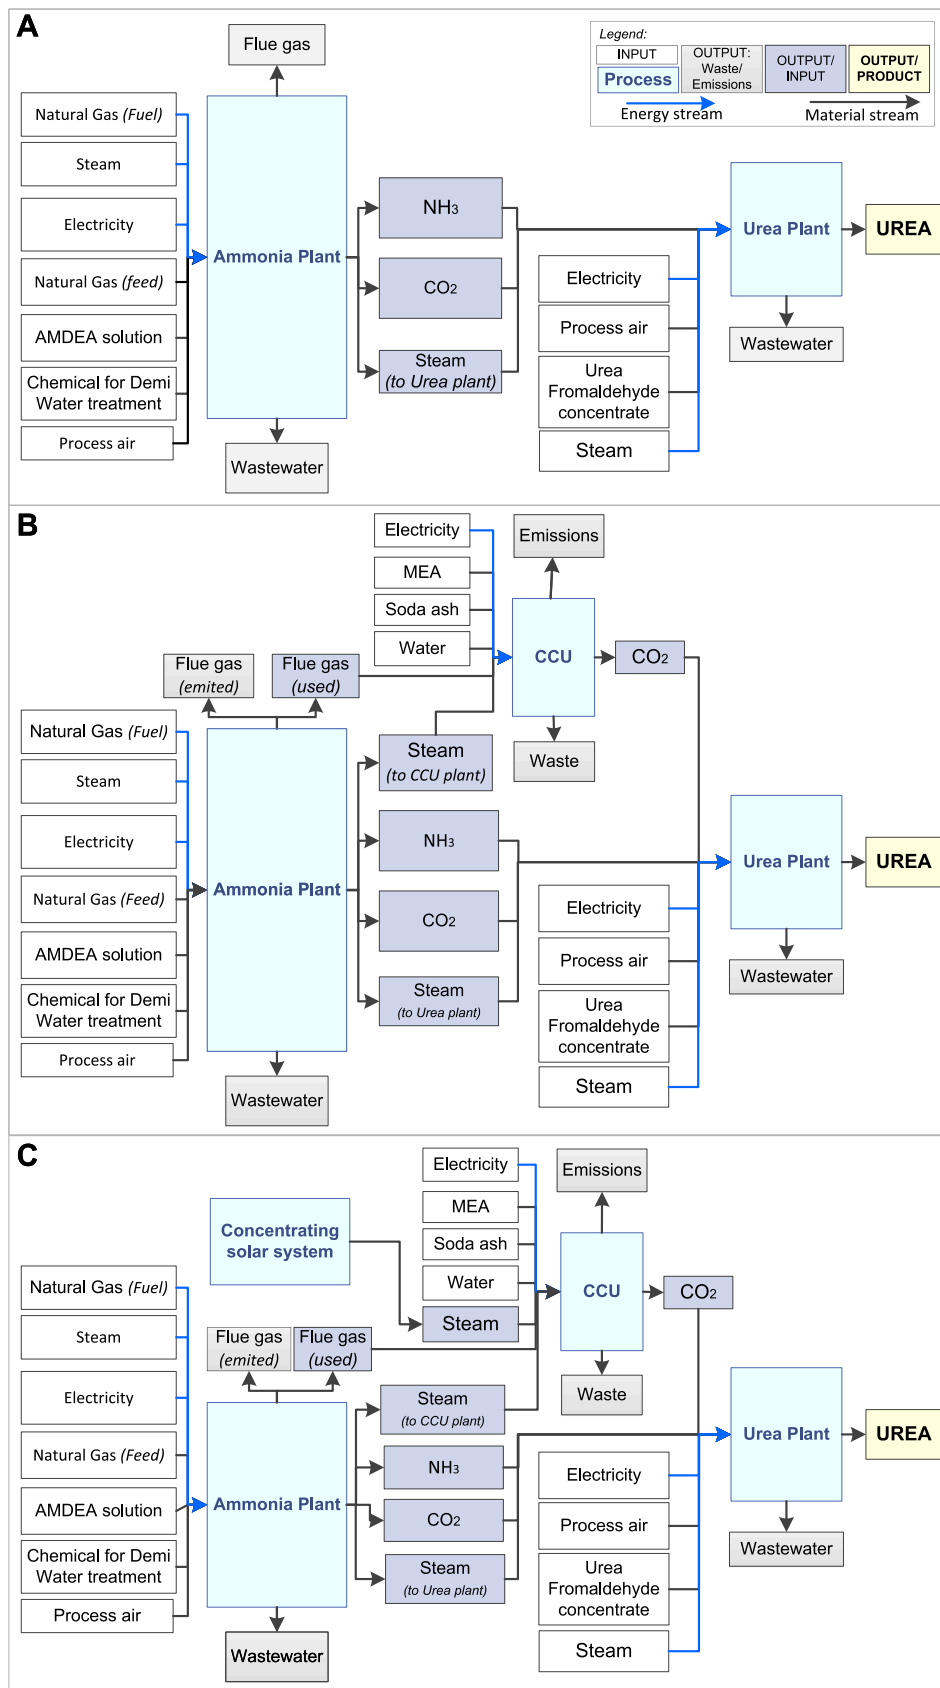 A
Flue gas
Legend:
INPUT
Process
OUTPUT:
Waste/
Emissions
OUTPUT/
INPUT
OUTPUT/
PRODUCT
Energy stream
Material stream
Natural Gas (Fuel)
Steam
Electricity
Natural Gas (feed)
AMDEA solution
Chemical for Demi
Water treatment
Process air
Ammonia Plant
Wastewater
NH3
CO2
Steam
(to Urea plant)
Electricity
Process air
Urea
Fromaldehyde
concentrate
Steam
Urea Plant
Wastewater
UREA
B
Electricity
MEA
Soda ash
Water
Emissions
CCU
CO2
Waste
Flue gas
(emited)
Flue gas
(used)
Natural Gas (Fuel)
Steam
Electricity
Natural Gas (Feed)
AMDEA solution
Chemical for Demi
Water treatment
Process air
Ammonia Plant
Wastewater
Steam
(to CCU plant)
NH3
CO2
Steam
(to Urea plant)
Electricity
Process air
Urea
Fromaldehyde
concentrate
Steam
Urea Plant
Wastewater
UREA
C
Electricity
MEA
Soda ash
Water
Steam
Concentrating
solar system
Emissions
CCU
CO2
Waste
Flue gas
(emited)
Flue gas
(used)
Natural Gas (Fuel)
Steam
Electricity
Natural Gas (Feed)
AMDEA solution
Chemical for Demi
Water treatment
Process air
Ammonia Plant
Wastewater
Steam
(to CCU plant)
NH3
CO2
Steam
(to Urea plant)
Electricity
Process air
Urea
Fromaldehyde
concentrate
Steam
Urea Plant
Wastewater
UREA